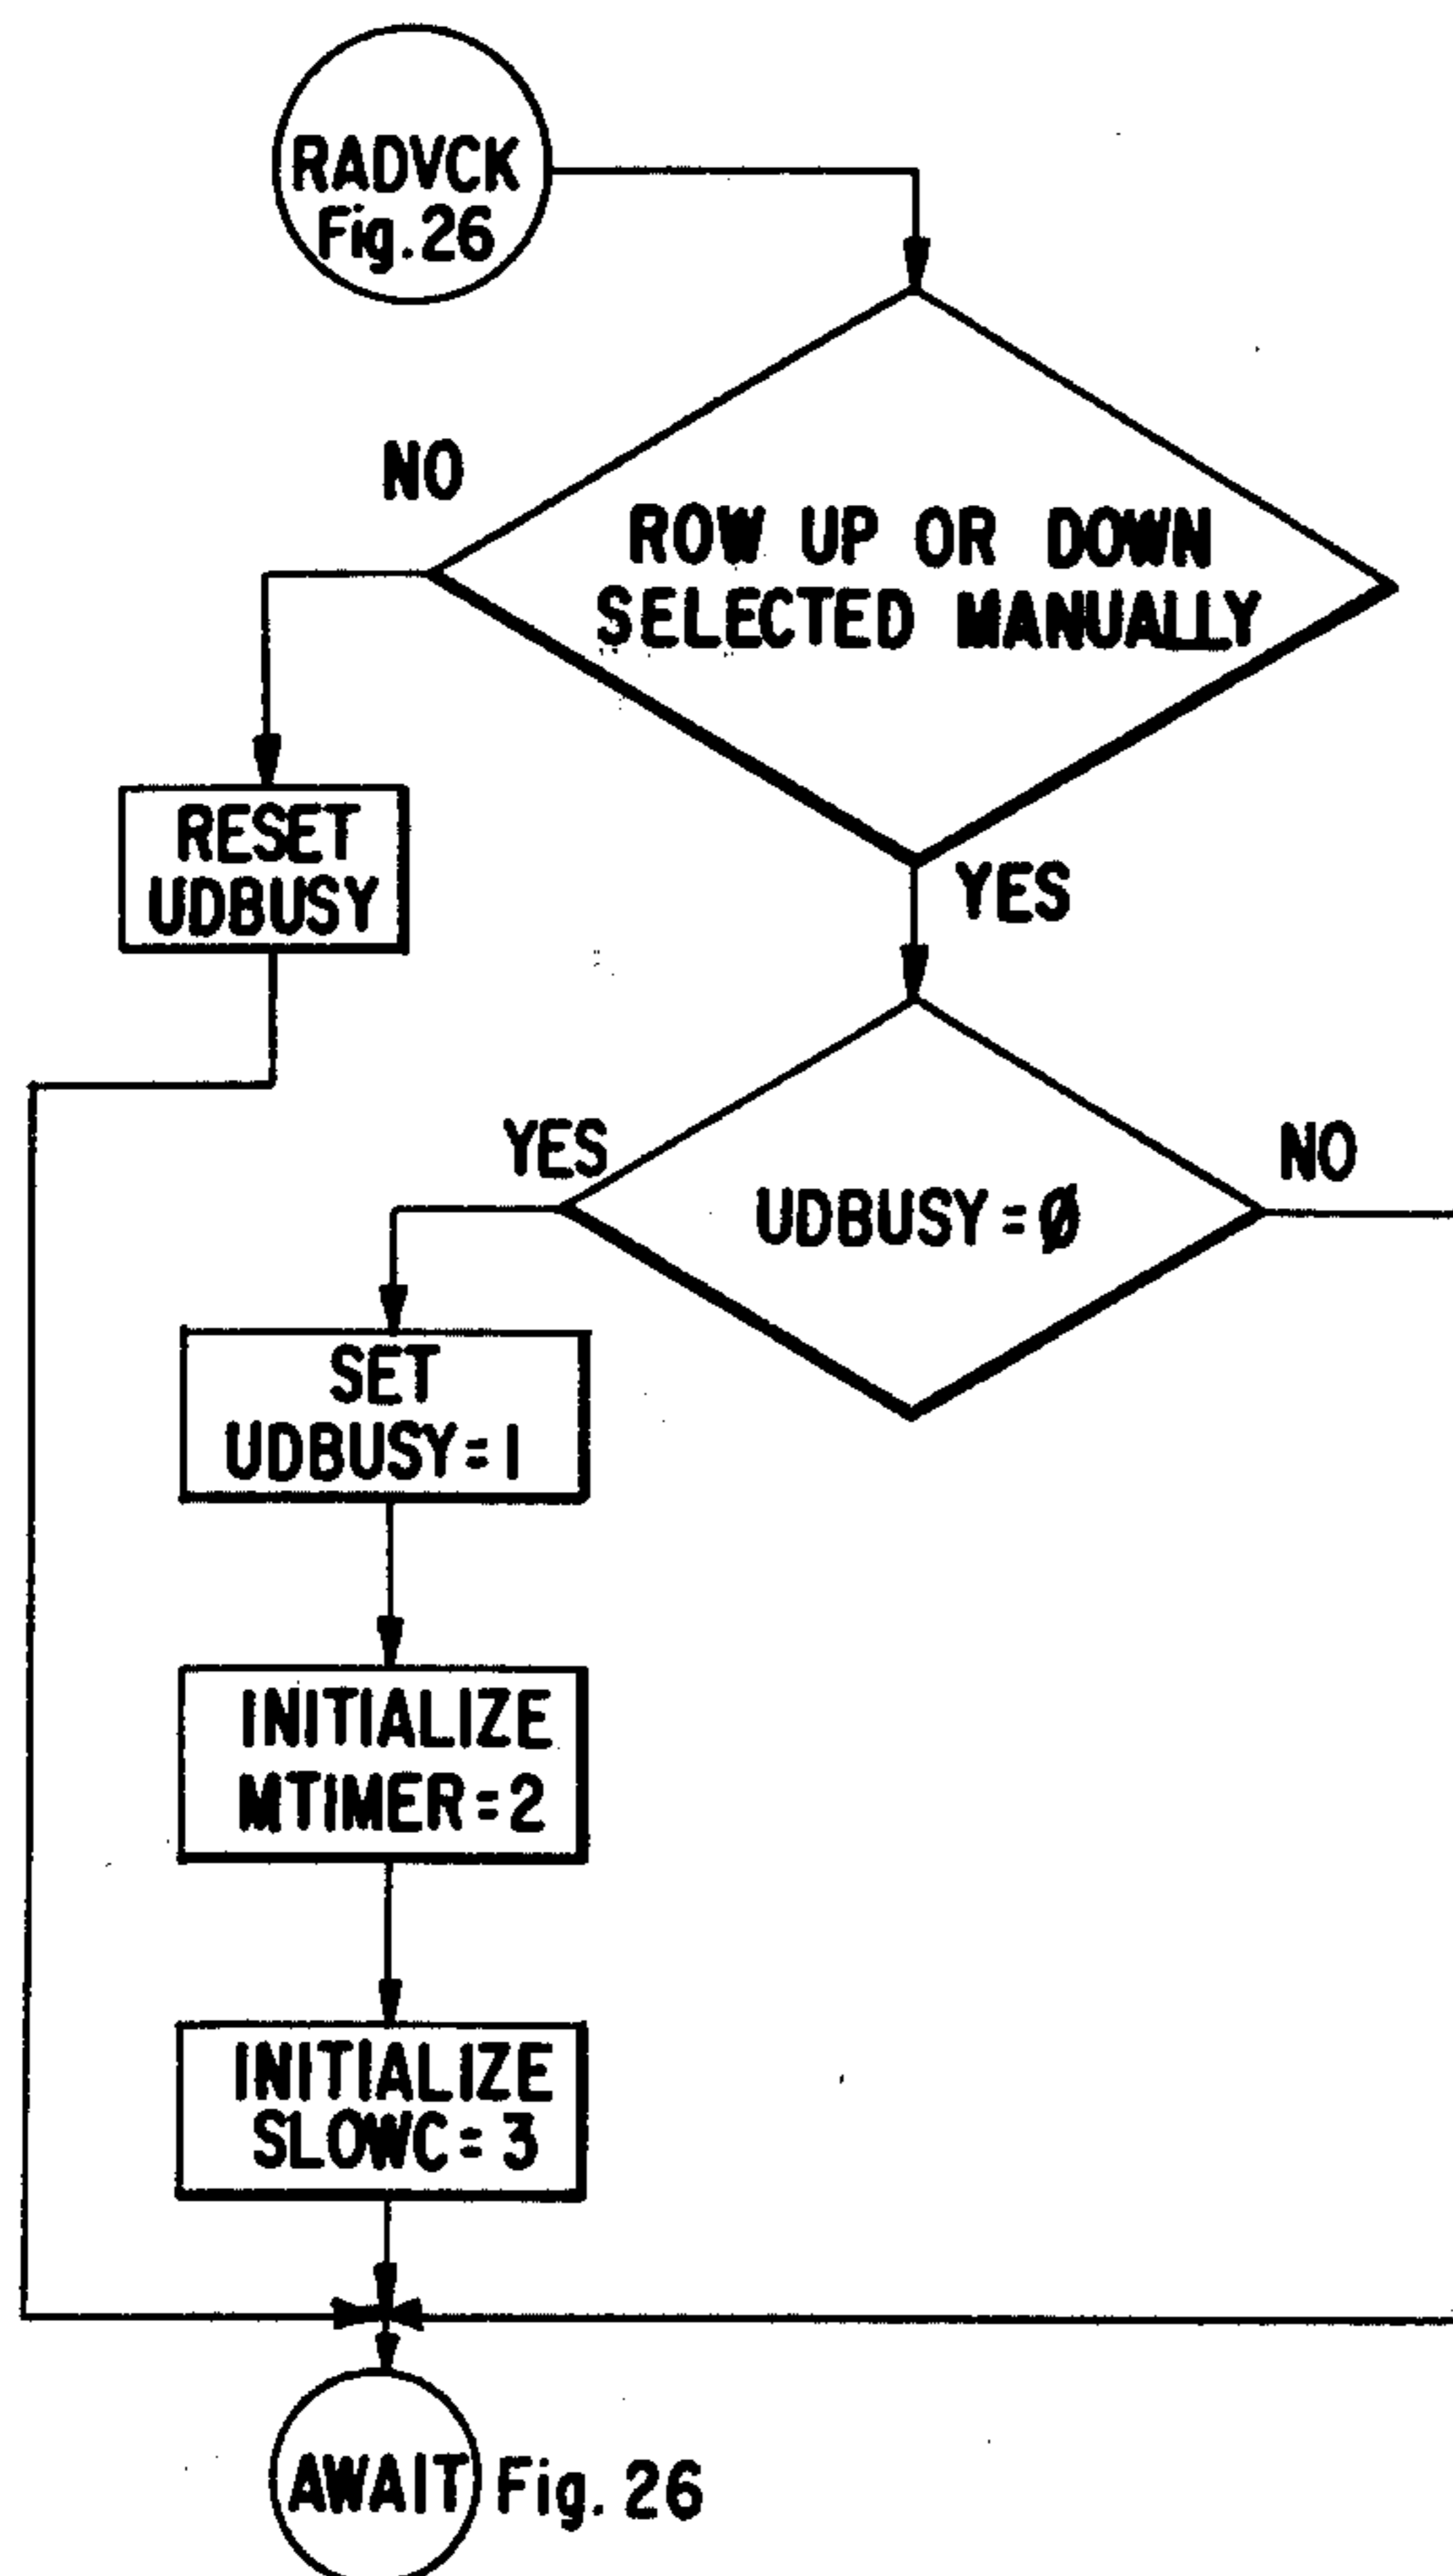 RADVCK
Fig.26
NO
ROW UP OR DOWN
SELECTED MANUALLY
RESET
UDBUSY
YES
YES
NO
UDBUSY=Ø
SET
UDBUSY=1
INITIALIZE
MTIMER=2
INITIALIZE
SLOWC=3
AWAIT Fig. 26